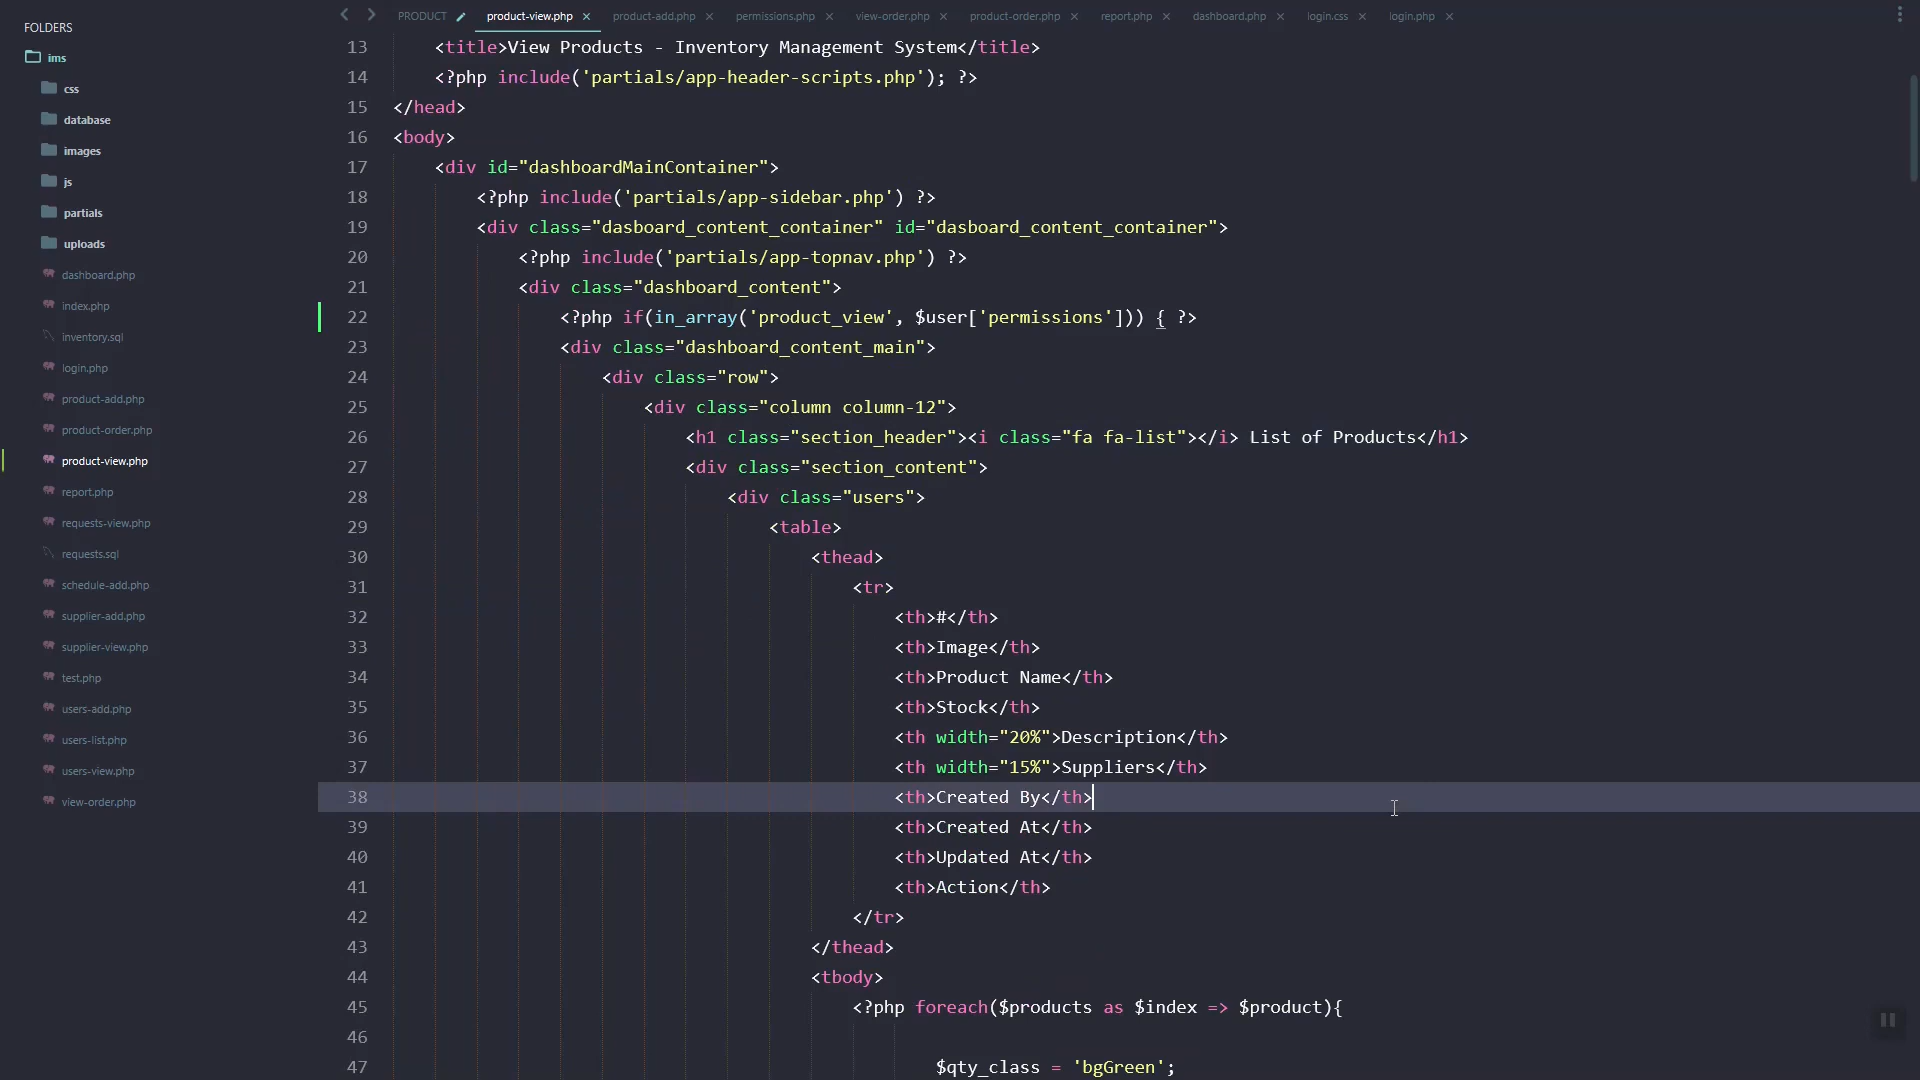 FOLDERS
ims
css
database
images
js
partials
uploads
dashboard.php
index.php
inventory.sql
login.php
product-add.php
product-order.php
product-view.php
report.php
requests-view.php
requests.sql
schedule-add.php
supplier-add.php
supplier-view.php
test.php
users-add.php
users-list.php
users-view.php
view-order.php
PRODUCT product-view.php × product-add.php × permissions.php × view-order.php × product-order.php × report.php × dashboard.php × login.css × login.php ×
13 <title>View Products - Inventory Management System</title>
14 <?php include('partials/app-header-scripts.php'); ?>
15 </head>
16 <body>
17 <div id="dashboardMainContainer">
18 <?php include('partials/app-sidebar.php') ?>
19 <div class="dasboard_content_container" id="dasboard_content_container">
20 <?php include('partials/app-topnav.php') ?>
21 <div class="dashboard_content">
22 <?php if(in_array('product_view', $user['permissions'])) { ?>
23 <div class="dashboard_content_main">
24 <div class="row">
25 <div class="column column-12">
26 <h1 class="section_header"><i class="fa fa-list"></i> List of Products</h1>
27 <div class="section_content">
28 <div class="users">
29 <table>
30 <thead>
31 <tr>
32 <th>#</th>
33 <th>Image</th>
34 <th>Product Name</th>
35 <th>Stock</th>
36 <th width="20%">Description</th>
37 <th width="15%">Suppliers</th>
38 <th>Created By</th>
39 <th>Created At</th>
40 <th>Updated At</th>
41 <th>Action</th>
42 </tr>
43 </thead>
44 <tbody>
45 <?php foreach($products as $index => $product){
46
47 $qty_class = 'bgGreen';